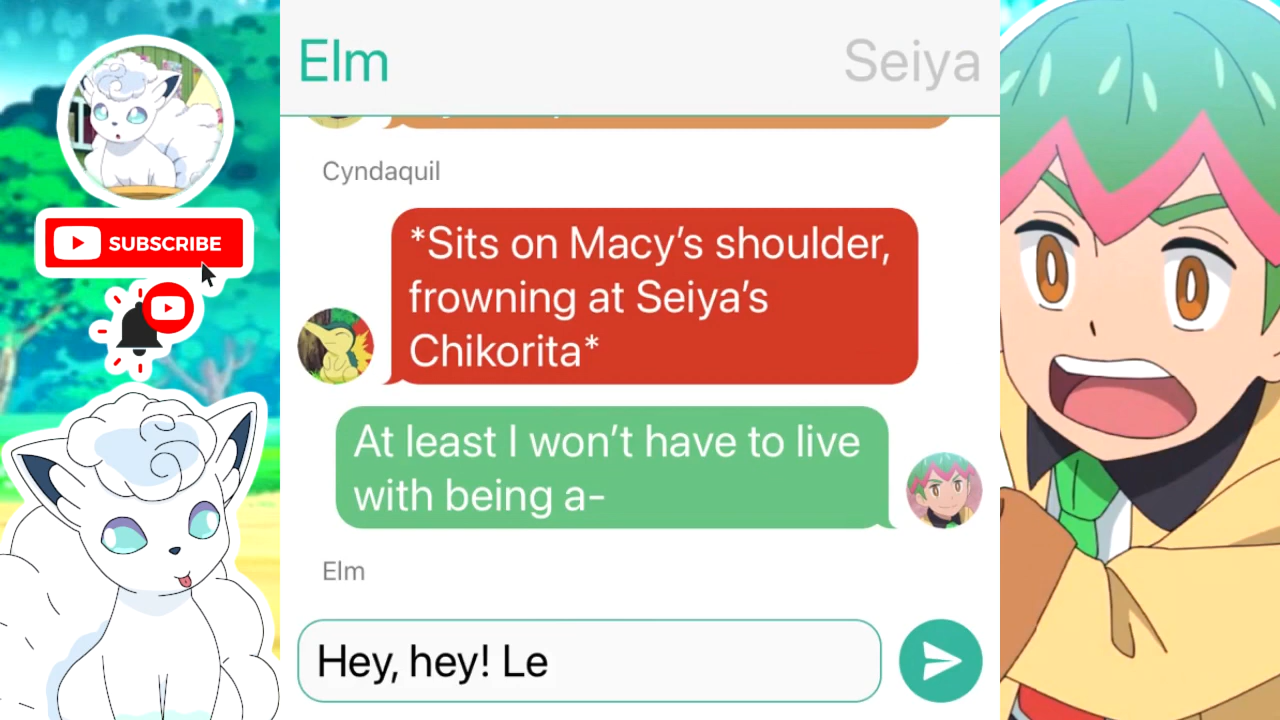 Elm
Seiya
Cyndaquil
*Sits on Macy’s shoulder,
frowning at Seiya’s
Chikorita*
SUBSCRIBE
At least I won’t have to live
with being a-
Elm
Hey, hey! Le